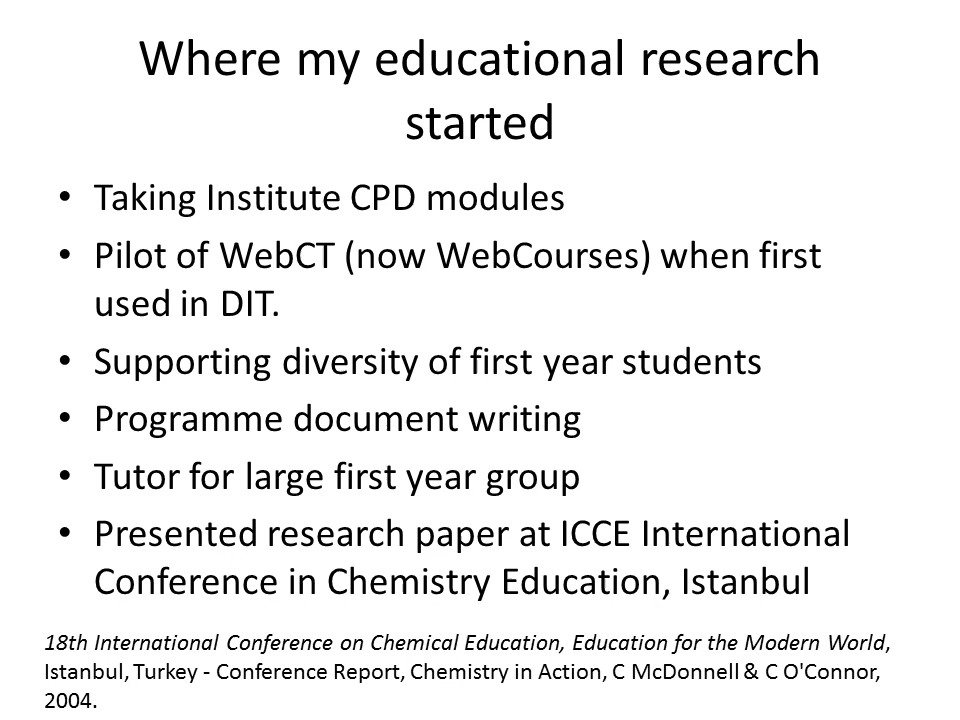 Where my educational research
started
• Taking Institute CPD modules
• Pilot of WebCT (now WebCourses) when first
used in DIT.
• Supporting diversity of first year students
• Programme document writing
• Tutor for large first year group
• Presented research paper at ICCE International
Conference in Chemistry Education, Istanbul
18th International Conference on Chemical Education, Education for the Modern World,
Istanbul, Turkey - Conference Report, Chemistry in Action, C McDonnell & C O'Connor,
2004.